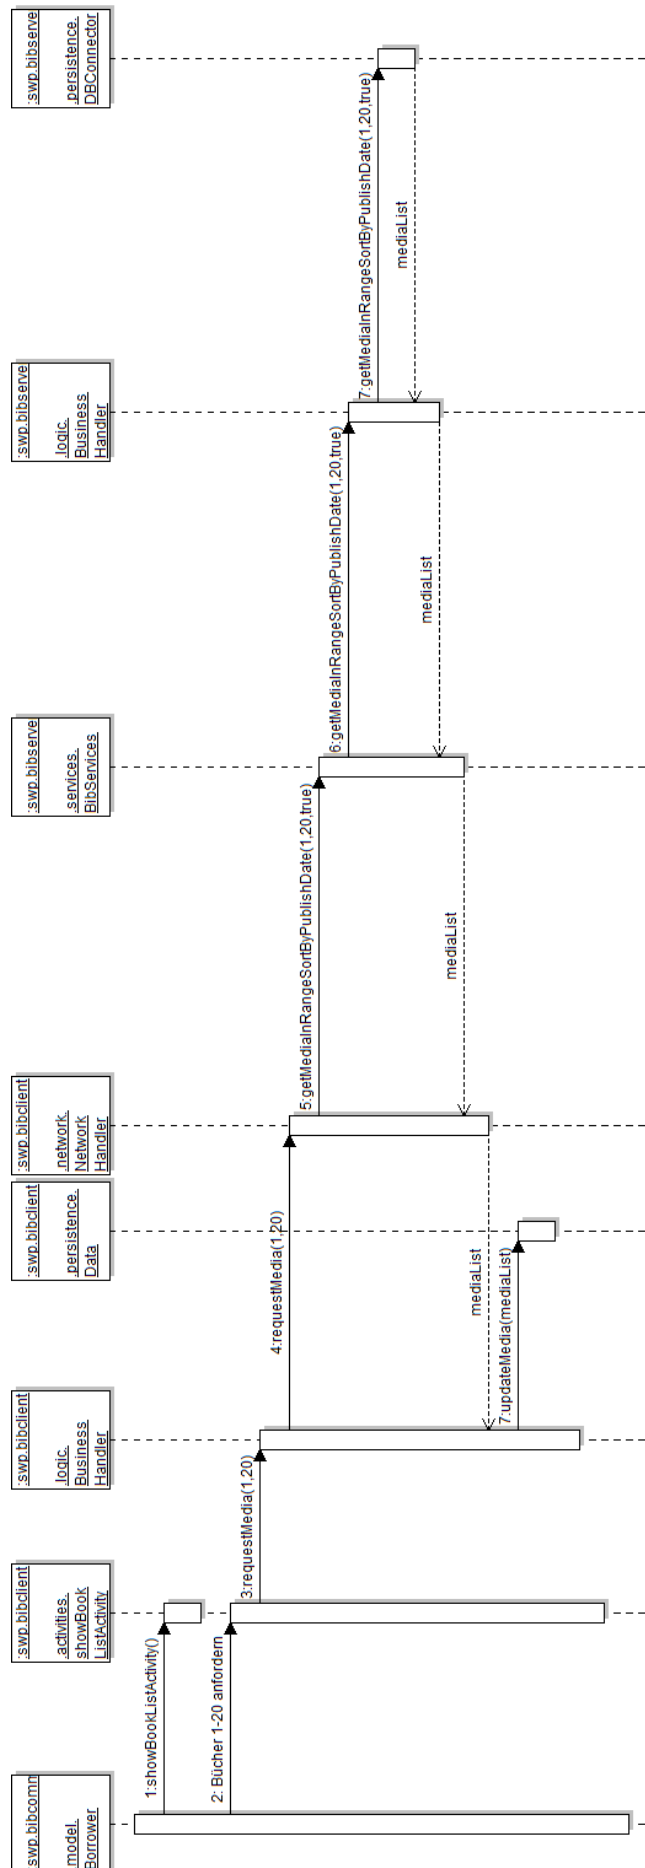 :swp.bibcomm
.model.
Borrower
:swp.bibclient
.activities.
showBook
ListActivity
:swp.bibclient
.logic.
Business
Handler
:swp.bibclient
.persistence.
Data
:swp.bibclient
.network.
Network
Handler
:swp.bibserve
.services.
BibServices
:swp.bibserve
.logic.
Business
Handler
:swp.bibserve
.persistence.
DBConnector
1:showBookListActivity()
2: Bücher 1-20 anfordern
3:requestMedia(1,20)
4:requestMedia(1,20)
5:getMediaInRangeSortByPublishDate(1,20,true)
6:getMediaInRangeSortByPublishDate(1,20,true)
7:getMediaInRangeSortByPublishDate(1,20,true)
mediaList
mediaList
mediaList
mediaList
7:updateMedia(mediaList)